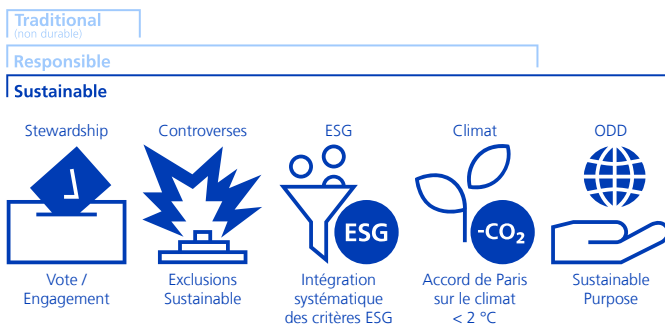 Traditional
(non durable)
Responsible
Sustainable
Stewardship
Controverses
ESG
Climat
ODD
ESG
-CO₂
Vote /
Engagement
Exclusions
Sustainable
Intégration
systématique
des critères ESG
Accord de Paris
sur le climat
< 2 °C
Sustainable
Purpose